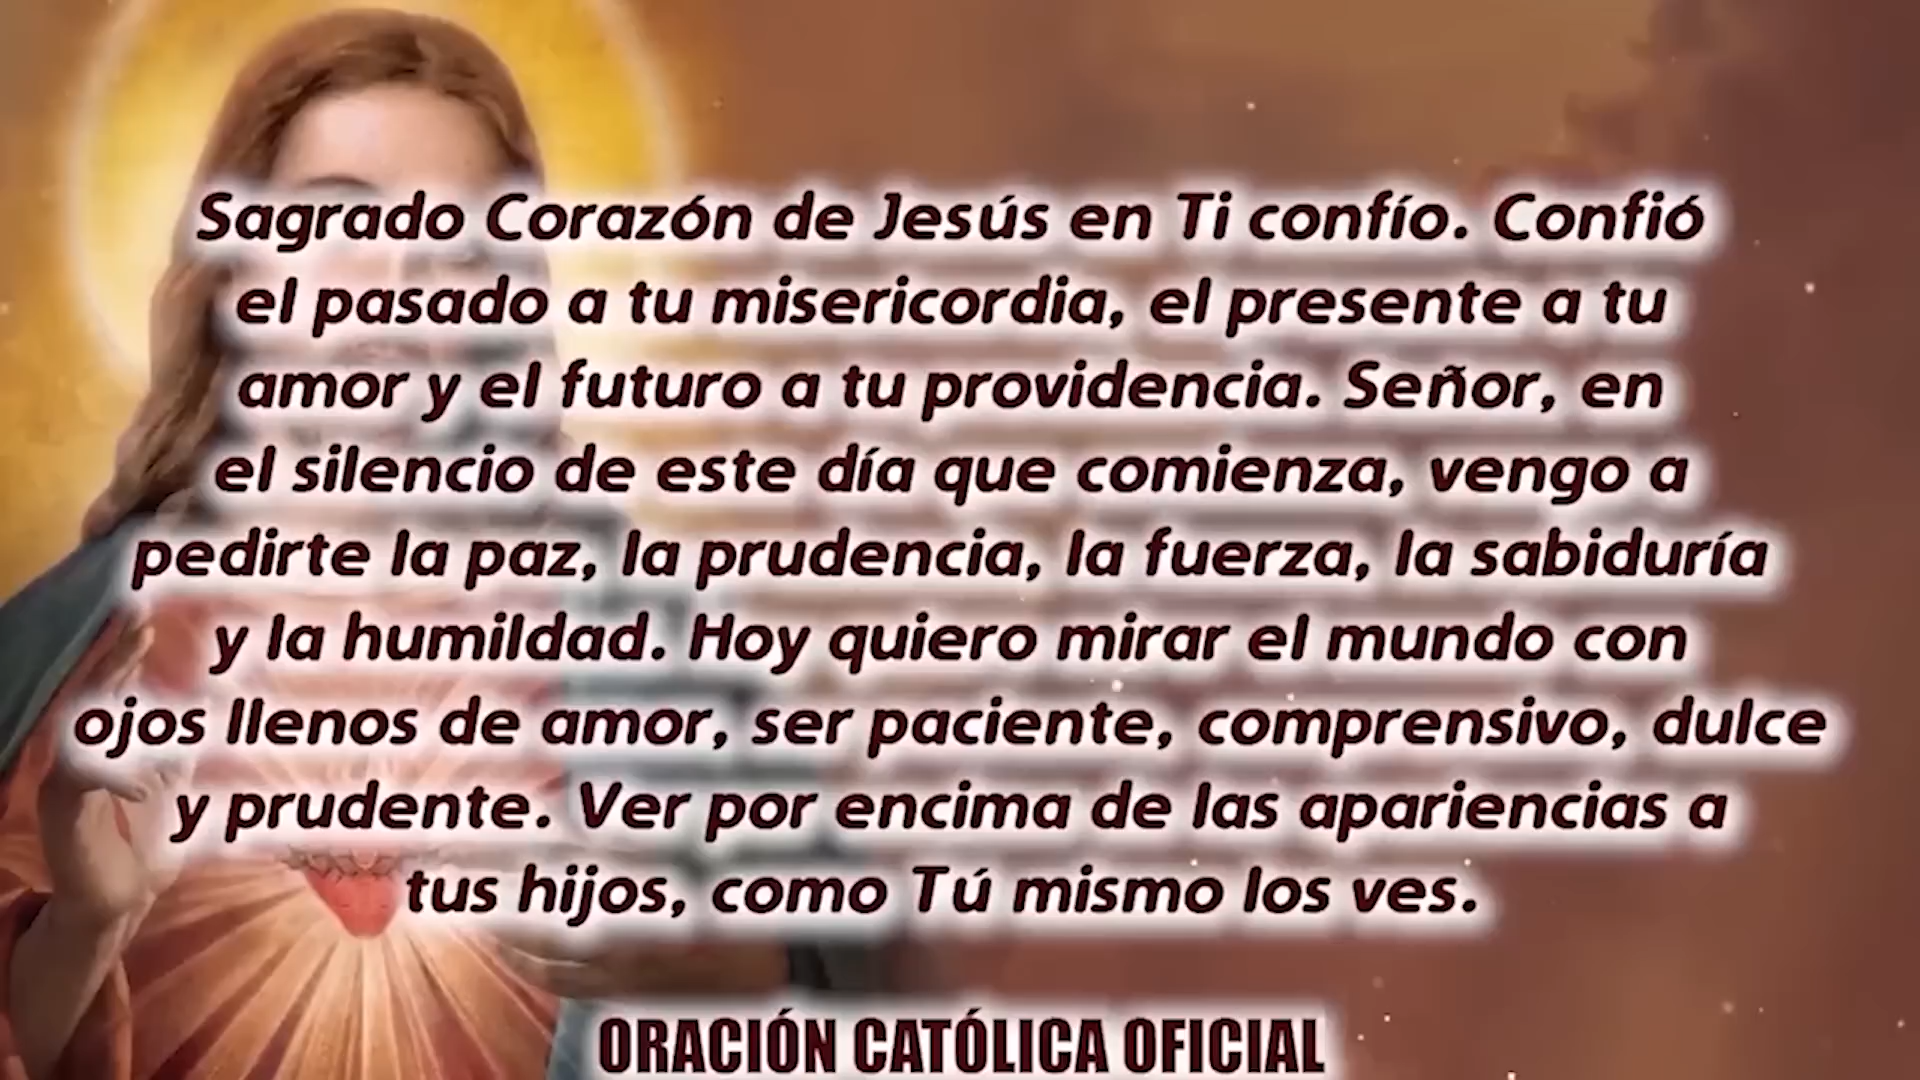 Sagrado Corazón de Jesús en Ti confío. Confió
el pasado a tu misericordia, el presente a tu
amor y el futuro a tu providencia. Señor, en
el silencio de este día que comienza, vengo a
pedirte la paz, la prudencia, la fuerza, la sabiduría
y la humildad. Hoy quiero mirar el mundo con
ojos llenos de amor, ser paciente, comprensivo, dulce
y prudente. Ver por encima de las apariencias a
tus hijos, como Tú mismo los ves.
ORACIÓN CATÓLICA OFICIAL